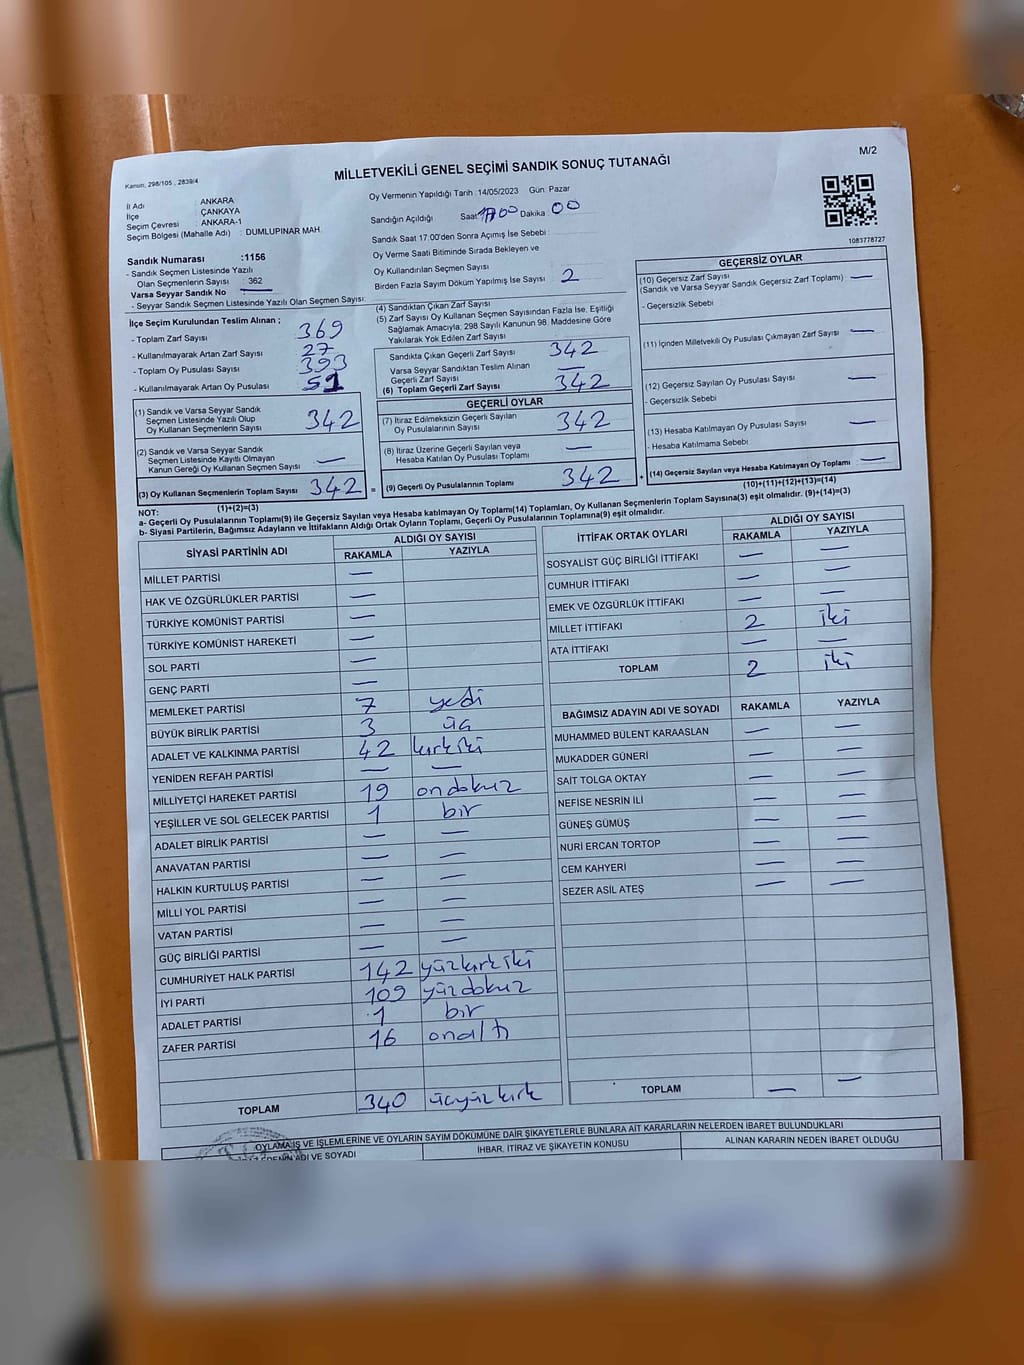 M/2
MİLLETVEKİLİ GENEL SEÇİMİ SANDIK SONUÇ TUTANAĞI
Kanun, 298/105 , 2839/4
İl Adı ANKARA
İlçe ÇANKAYA
Seçim Çevresi ANKARA-1
Seçim Bölgesi (Mahalle Adı) : DUMLUPINAR MAH.
Sandık Numarası :1156
- Sandık Seçmen Listesinde Yazılı
Olan Seçmenlerin Sayısı 362
Varsa Seyyar Sandık No —
- Seyyar Sandık Seçmen Listesinde Yazılı Olan Seçmen Sayısı:
Oy Vermenin Yapıldığı Tarih :14/05/2023 Gün: Pazar
Sandığın Açıldığı Saat 17 00 Dakika : 00
Sandık Saat 17:00'den Sonra Açımış İse Sebebi :
Oy Verme Saati Bitiminde Sırada Bekleyen ve
Oy Kullandırılan Seçmen Sayısı
Birden Fazla Sayım Döküm Yapılmış İse Sayısı : 2
1083778727
İlçe Seçim Kurulundan Teslim Alınan ;
- Toplam Zarf Sayısı 369
- Kullanılmayarak Artan Zarf Sayısı 27
- Toplam Oy Pusulası Sayısı 393
- Kullanılmayarak Artan Oy Pusulası 51
(1) Sandık ve Varsa Seyyar Sandık
Seçmen Listesinde Yazılı Olup
Oy Kullanan Seçmenlerin Sayısı 342
(2) Sandık ve Varsa Seyyar Sandık
Seçmen Listesinde Kayıtlı Olmayan
Kanun Gereği Oy Kullanan Seçmen Sayısı —
(3) Oy Kullanan Seçmenlerin Toplam Sayısı 342 =
(1)+(2)=(3)
(4) Sandıktan Çıkan Zarf Sayısı
(5) Zarf Sayısı Oy Kullanan Seçmen Sayısından Fazla İse, Eşitliği
Sağlamak Amacıyla; 298 Sayılı Kanunun 98. Maddesine Göre
Yakılarak Yok Edilen Zarf Sayısı
Sandıkta Çıkan Geçerli Zarf Sayısı 342
Varsa Seyyar Sandıktan Teslim Alınan
Geçerli Zarf Sayısı —
(6) Toplam Geçerli Zarf Sayısı 342
GEÇERLİ OYLAR
(7) İtiraz Edilmeksizin Geçerli Sayılan
Oy Pusulalarının Sayısı 342
(8) İtiraz Üzerine Geçerli Sayılan veya
Hesaba Katılan Oy Pusulası Toplamı —
(9) Geçerli Oy Pusulalarının Toplamı 342 +
GEÇERSİZ OYLAR
(10) Geçersiz Zarf Sayısı
(Sandık ve Varsa Seyyar Sandık Geçersiz Zarf Toplamı) —
- Geçersizlik Sebebi
(11) İçinden Milletvekili Oy Pusulası Çıkmayan Zarf Sayısı —
(12) Geçersiz Sayılan Oy Pusulası Sayısı —
- Geçersizlik Sebebi
(13) Hesaba Katılmayan Oy Pusulası Sayısı —
- Hesaba Katılmama Sebebi
(14) Geçersiz Sayılan veya Hesaba Katılmayan Oy Toplamı —
(10)+(11)+(12)+(13)=(14)
NOT:
a- Geçerli Oy Pusulalarının Toplamı(9) ile Geçersiz Sayılan veya Hesaba katılmayan Oy Toplamı(14) Toplamları, Oy Kullanan Seçmenlerin Toplam Sayısına(3) eşit olmalıdır. (9)+(14)=(3)
b- Siyasi Partilerin, Bağımsız Adayların ve İttifakların Aldığı Ortak Oyların Toplamı, Geçerli Oy Pusulalarının Toplamına(9) eşit olmalıdır.
SİYASİ PARTİNİN ADI ALDIĞI OY SAYISI
RAKAMLA YAZIYLA
MİLLET PARTİSİ —
HAK VE ÖZGÜRLÜKLER PARTİSİ —
TÜRKİYE KOMÜNİST PARTİSİ —
TÜRKİYE KOMÜNİST HAREKETİ —
SOL PARTİ —
GENÇ PARTİ —
MEMLEKET PARTİSİ 7 yedi
BÜYÜK BİRLİK PARTİSİ 3 üç
ADALET VE KALKINMA PARTİSİ 42 kırkiki
YENİDEN REFAH PARTİSİ — —
MİLLİYETÇİ HAREKET PARTİSİ 19 ondokuz
YEŞİLLER VE SOL GELECEK PARTİSİ 1 bir
ADALET BİRLİK PARTİSİ — —
ANAVATAN PARTİSİ — —
HALKIN KURTULUŞ PARTİSİ — —
MİLLİ YOL PARTİSİ — —
VATAN PARTİSİ — —
GÜÇ BİRLİĞİ PARTİSİ — —
CUMHURİYET HALK PARTİSİ 142 yüzkırkiki
İYİ PARTİ 109 yüzdokuz
ADALET PARTİSİ 1 bir
ZAFER PARTİSİ 16 onaltı
TOPLAM 340 üçyüzkırk
İTTİFAK ORTAK OYLARI ALDIĞI OY SAYISI
RAKAMLA YAZIYLA
SOSYALİST GÜÇ BİRLİĞİ İTTİFAKI — —
CUMHUR İTTİFAKI — —
EMEK VE ÖZGÜRLÜK İTTİFAKI — —
MİLLET İTTİFAKI 2 iki
ATA İTTİFAKI — —
TOPLAM 2 iki
BAĞIMSIZ ADAYIN ADI VE SOYADI RAKAMLA YAZIYLA
MUHAMMED BÜLENT KARAASLAN — —
MUKADDER GÜNERİ — —
SAİT TOLGA OKTAY — —
NEFİSE NESRİN İLİ — —
GÜNEŞ GÜMÜŞ — —
NURİ ERCAN TORTOP — —
CEM KAHYERİ — —
SEZER ASİL ATEŞ — —
TOPLAM — —
OYLAMA İŞ VE İŞLEMLERİNE VE OYLARIN SAYIM DÖKÜMÜNE DAİR ŞİKAYETLERLE BUNLARA AİT KARARLARIN NELERDEN İBARET BULUNDUKLARI
ADI VE SOYADI İHBAR, İTİRAZ VE ŞİKAYETİN KONUSU ALINAN KARARIN NEDEN İBARET OLDUĞU